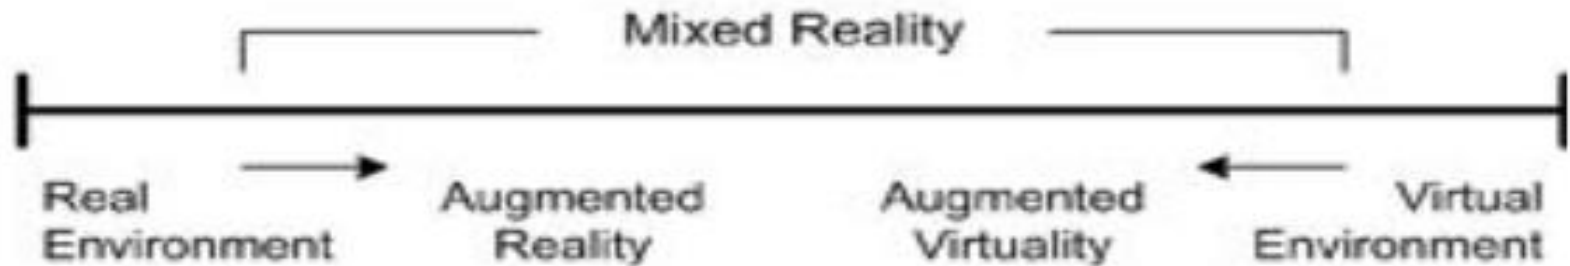 Mixed Reality
Real
Environment
Augmented
Reality
Augmented
Virtuality
Virtual
Environment